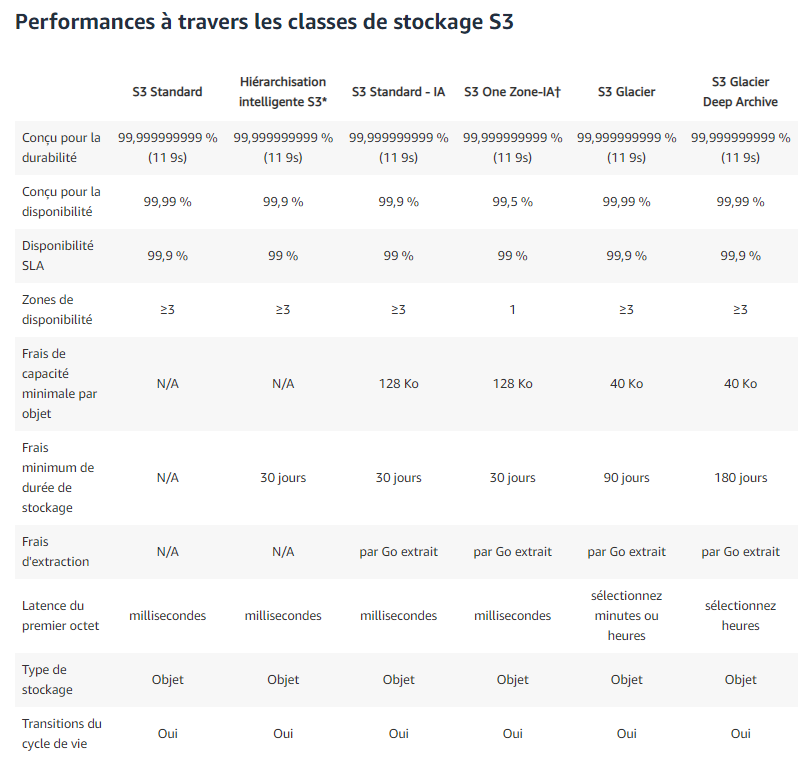 Performances à travers les classes de stockage S3
S3 Standard
Hiérarchisation
intelligente S3*
S3 Standard - IA
S3 One Zone-IA†
S3 Glacier
S3 Glacier
Deep Archive
Conçu pour la
durabilité
99,999999999 %
(11 9s)
99,999999999 %
(11 9s)
99,999999999 %
(11 9s)
99,999999999 %
(11 9s)
99,999999999 %
(11 9s)
99,999999999 %
(11 9s)
Conçu pour la
disponibilité
99,99 %
99,9 %
99,9 %
99,5 %
99,99 %
99,99 %
Disponibilité
SLA
99,9 %
99 %
99 %
99 %
99,9 %
99,9 %
Zones de
disponibilité
≥3
≥3
≥3
1
≥3
≥3
Frais de
capacité
minimale par
objet
N/A
N/A
128 Ko
128 Ko
40 Ko
40 Ko
Frais
minimum de
durée de
stockage
N/A
30 jours
30 jours
30 jours
90 jours
180 jours
Frais
d'extraction
N/A
N/A
par Go extrait
par Go extrait
par Go extrait
par Go extrait
Latence du
premier octet
millisecondes
millisecondes
millisecondes
millisecondes
sélectionnez
minutes ou
heures
sélectionnez
heures
Type de
stockage
Objet
Objet
Objet
Objet
Objet
Objet
Transitions du
cycle de vie
Oui
Oui
Oui
Oui
Oui
Oui